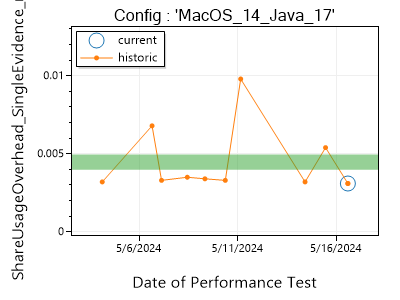 Config : 'MacOS_14_Java_17'
current
historic
ShareUsageOverhead_SingleEvidence_
0.01
0.005
0
5/6/2024
5/11/2024
5/16/2024
Date of Performance Test